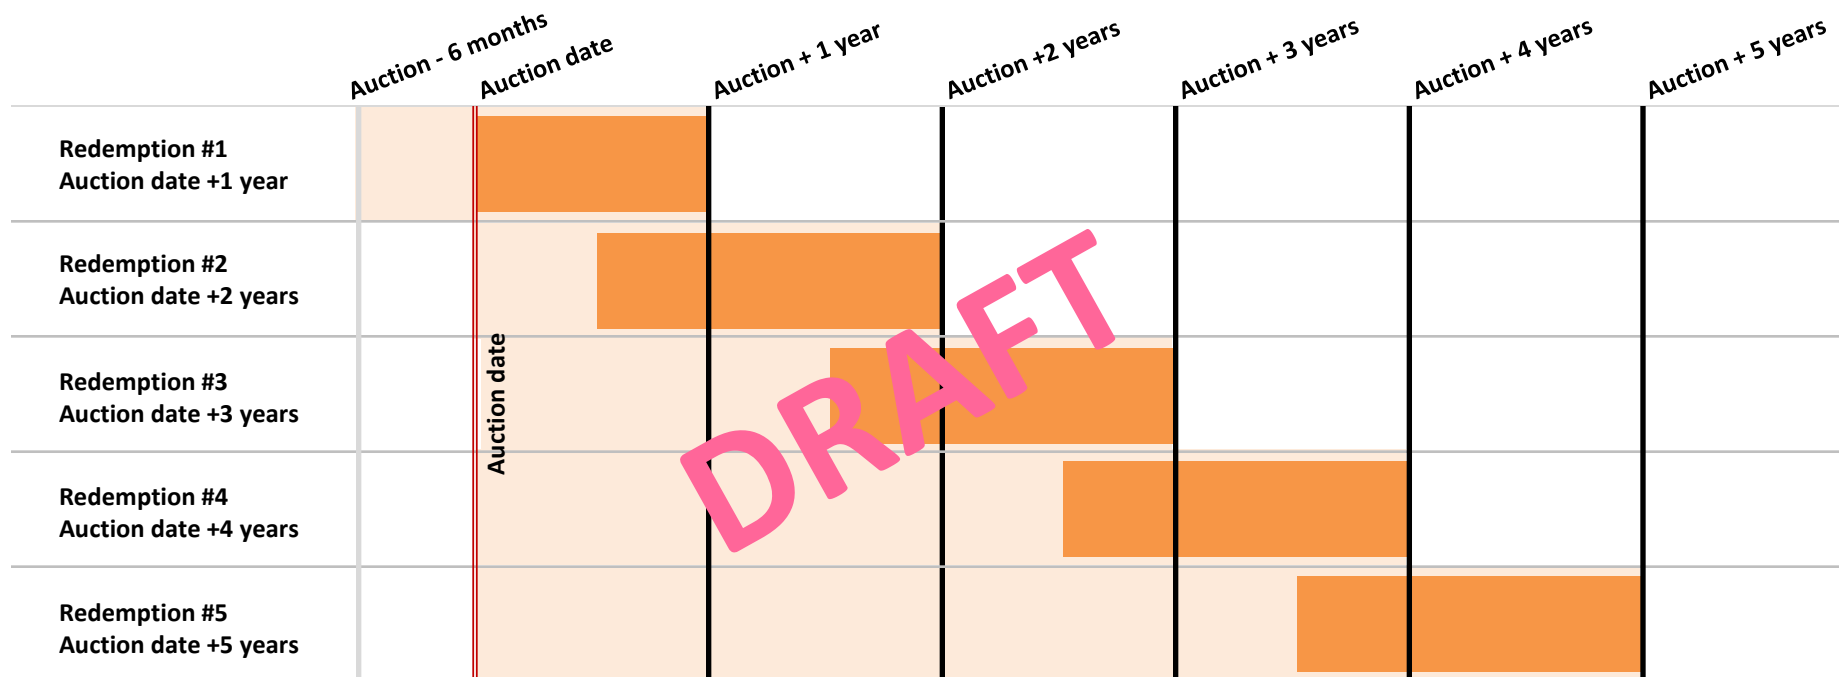 Auction - 6 months
Auction date
Auction + 1 year
Auction +2 years
Auction + 3 years
Auction + 4 years
Auction + 5 years
Redemption #1
Auction date +1 year
Redemption #2
Auction date +2 years
Redemption #3
Auction date +3 years
Redemption #4
Auction date +4 years
Redemption #5
Auction date +5 years
Auction date
DRAFT